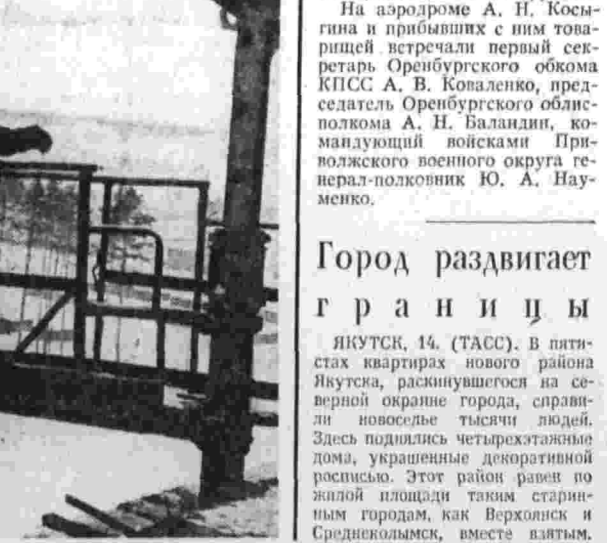 На аэродроме А. Н. Косы-
гина и прибывших с ним това-
рищей встречали первый сек-
ретарь Оренбургского обкома
КПСС А. В. Коваленко, пред-
седатель Оренбургского облис-
полкома А. Н. Баландин, ко-
мандующий войсками При-
волжского военного округа ге-
нерал-полковник Ю. А. Нау-
менко.
Город раздвигает
границы
ЯКУТСК, 14. (ТАСС). В пяти-
стах квартирах нового района
Якутска, раскинувшегося на се-
верной окраине города, справи-
ли новоселье тысячи людей.
Здесь поднялись четырехэтажные
дома, украшенные декоративной
росписью. Этот район равен по
жилой площади таким старин-
ным городам, как Верхоянск и
Среднеколымск, вместе взятым.